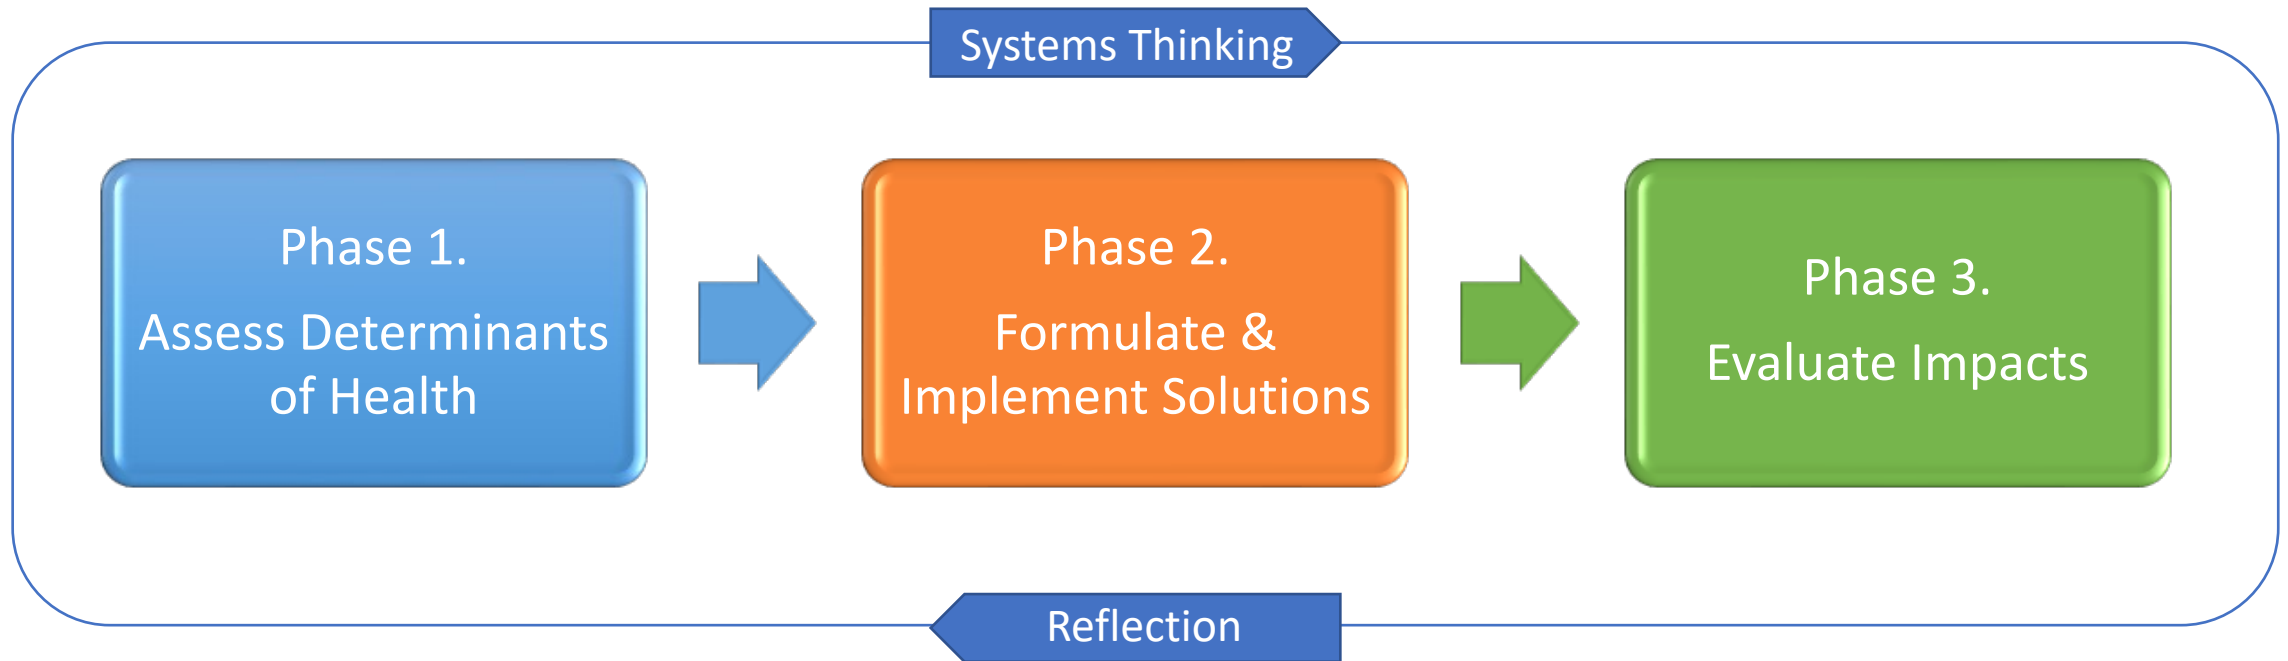 Systems Thinking
Phase 1.
Assess Determinants
of Health
Phase 2.
Formulate &
Implement Solutions
Phase 3.
Evaluate Impacts
Reflection